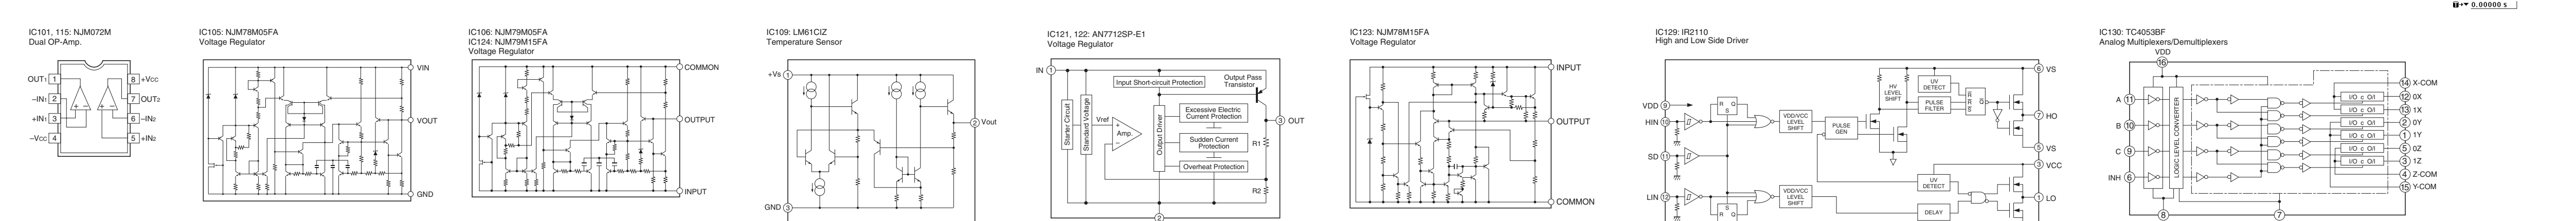 0.00000 s
IC101, 115: NJM072M
Dual OP-Amp.
OUT1 1
8 +Vcc
–IN1 2
7 OUT2
+IN1 3
6 –IN2
–Vcc 4
5 +IN2
+ –
– +
IC105: NJM78M05FA
Voltage Regulator
VIN
VOUT
GND
IC106: NJM79M05FA
IC124: NJM79M15FA
Voltage Regulator
COMMON
OUTPUT
INPUT
IC109: LM61CIZ
Temperature Sensor
+Vs 1
2 Vout
GND 3
IC121, 122: AN7712SP-E1
Voltage Regulator
IN 1
Input Short-circuit Protection
Output Pass
Transistor
Starter Circuit
Standard Voltage
Vref
+
Amp.
–
Output Driver
Excessive Electric
Current Protection
Sudden Current
Protection
Overheat Protection
3 OUT
R1
R2
2
IC123: NJM78M15FA
Voltage Regulator
INPUT
OUTPUT
COMMON
IC129: IR2110
High and Low Side Driver
VDD 9
HIN 10
SD 11
LIN 12
R Q
S
S
R Q
VDD/VCC
LEVEL
SHIFT
VDD/VCC
LEVEL
SHIFT
PULSE
GEN
HV
LEVEL
SHIFT
UV
DETECT
PULSE
FILTER
R
R Q
S
UV
DETECT
DELAY
6 VS
7 HO
5 VS
3 VCC
1 LO
IC130: TC4053BF
Analog Multiplexers/Demultiplexers
VDD
16
A 11
B 10
C 9
INH 6
LOGIC LEVEL CONVERTER
I/O c O/I
I/O c O/I
I/O c O/I
I/O c O/I
I/O c O/I
I/O c O/I
14 X-COM
12 0X
13 1X
2 0Y
1 1Y
5 0Z
3 1Z
4 Z-COM
15 Y-COM
8
7